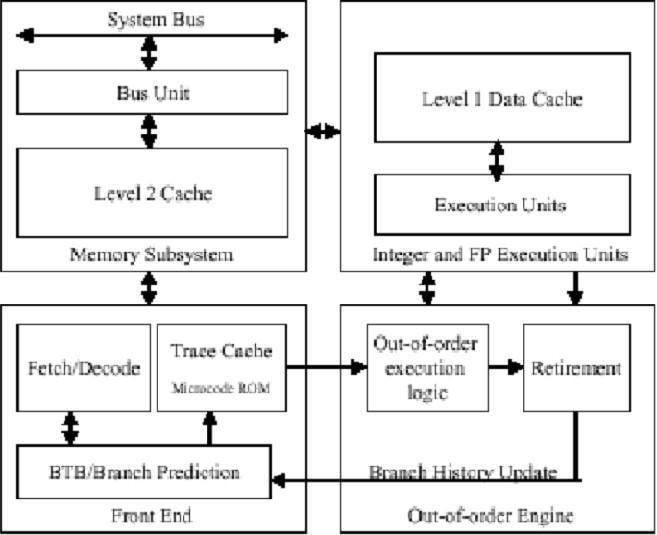 System Bus
Bus Unit
Level 2 Cache
Memory Subsystem
Level 1 Data Cache
Execution Units
Integer and FP Execution Units
Fetch/Decode
Trace Cache
Microcode ROM
BTB/Branch Prediction
Front End
Out-of-order
execution
logic
Retirement
Branch History Update
Out-of-order Engine